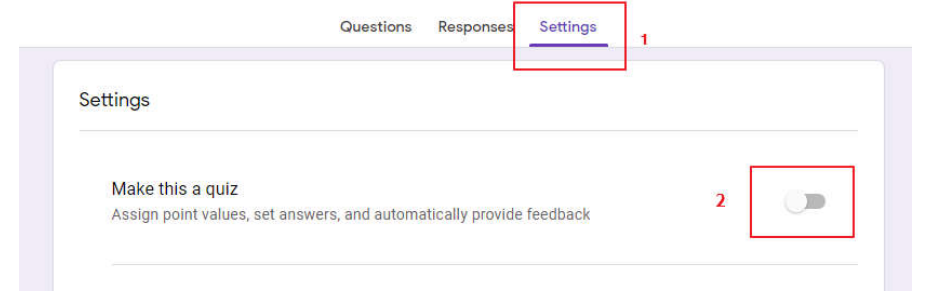 Questions Responses Settings
1
Settings
Make this a quiz
2
Assign point values, set answers, and automatically provide feedback